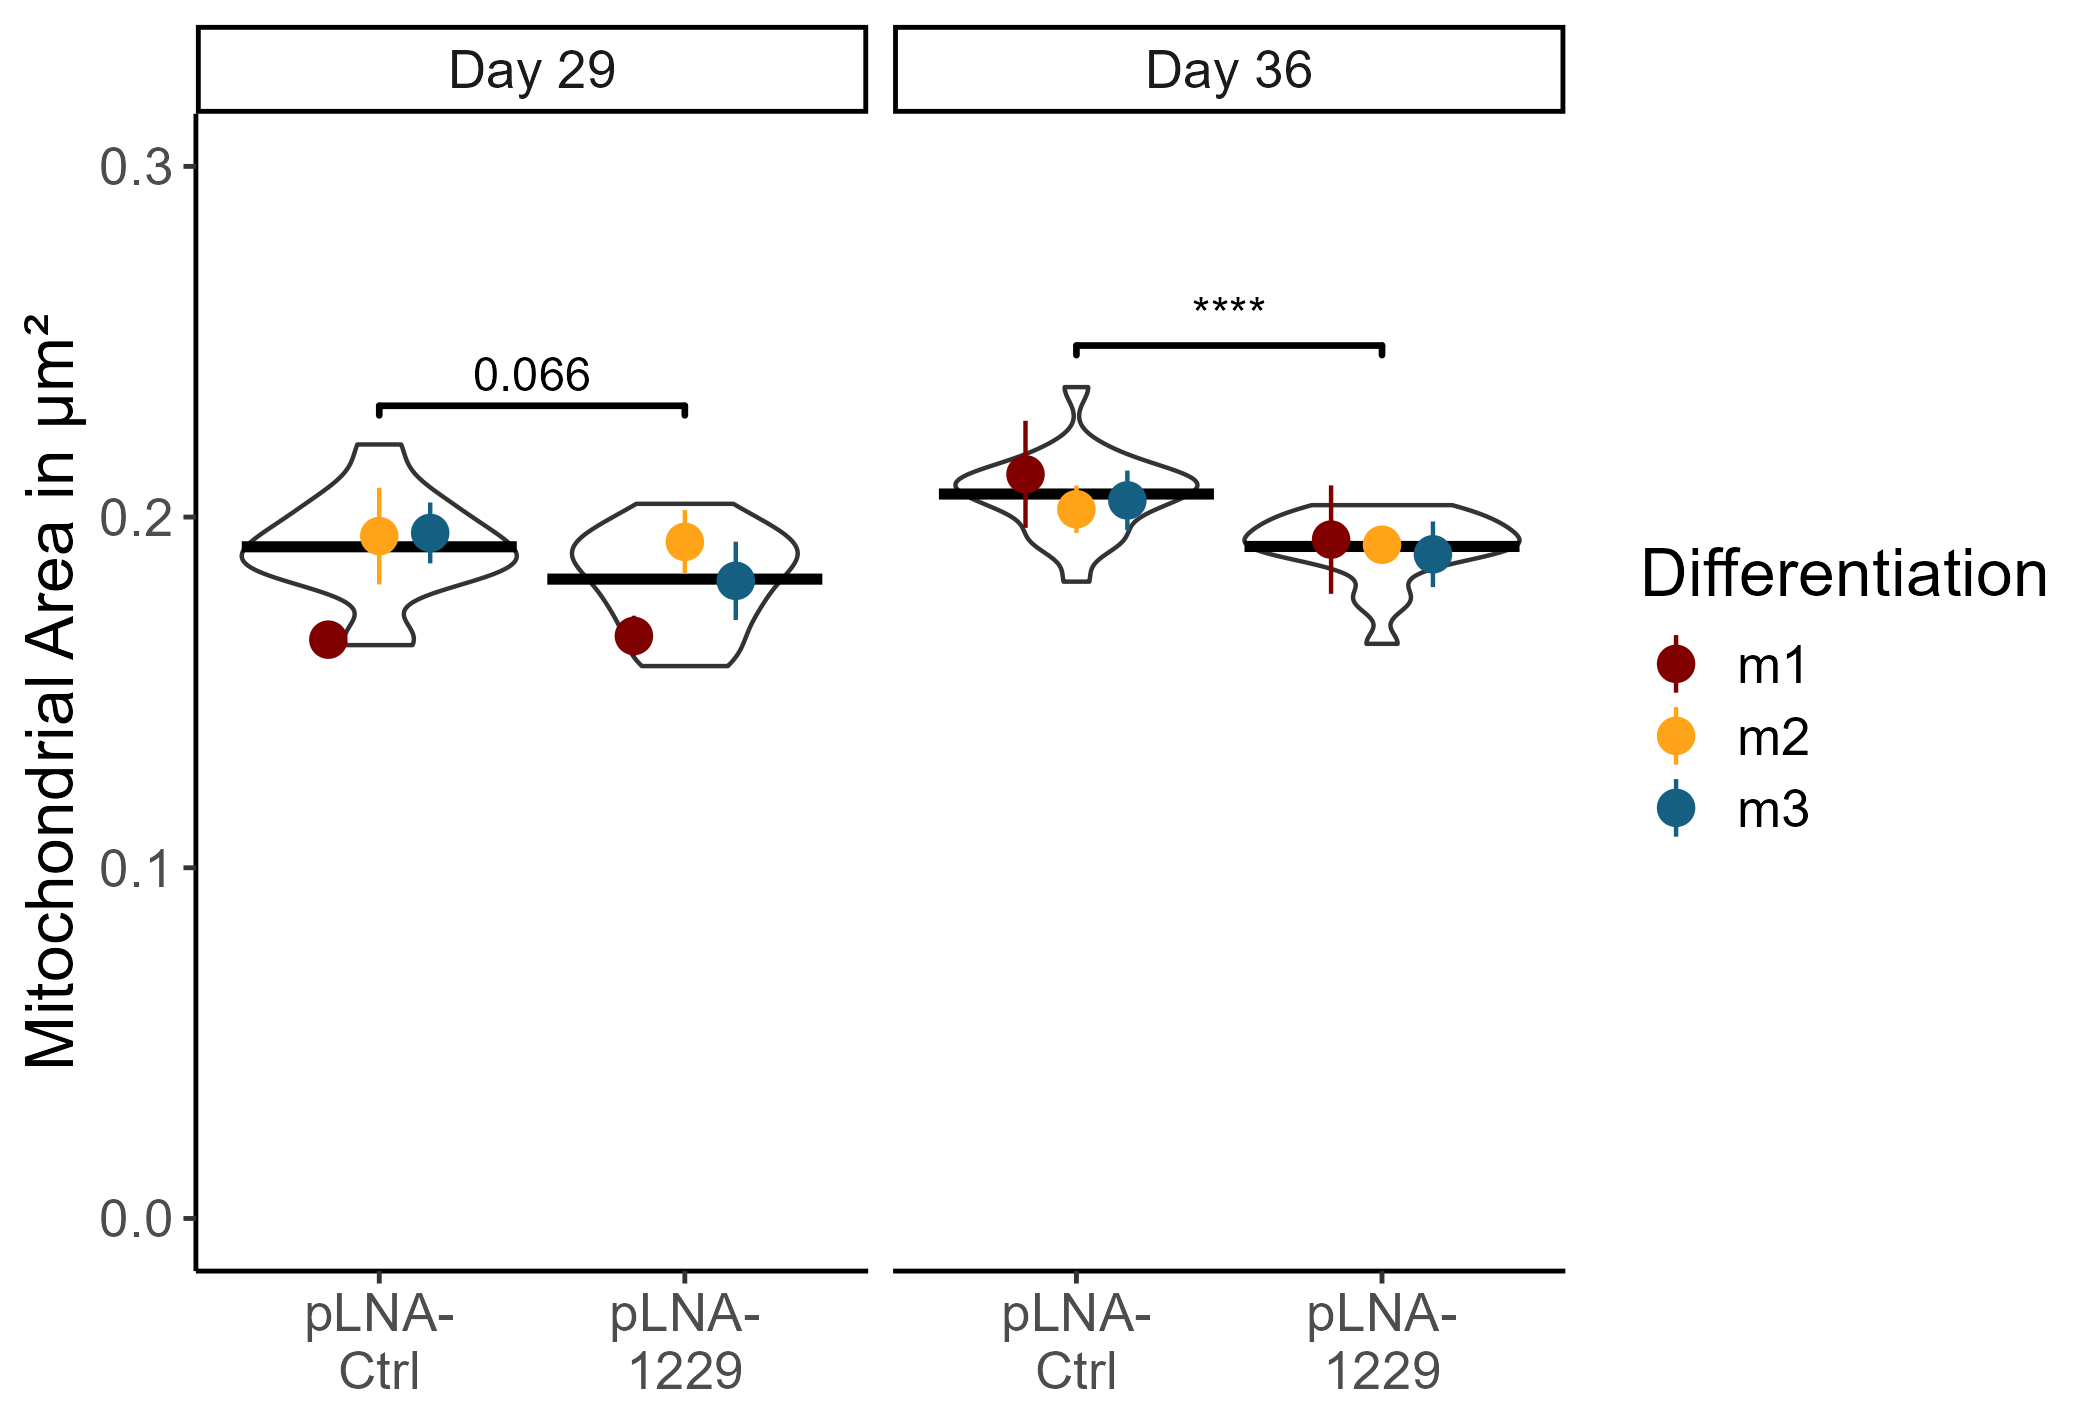 Day 29
Day 36
Mitochondrial Area in µm²
0.3
0.2
0.1
0.0
0.066
****
pLNA-
Ctrl
pLNA-
1229
pLNA-
Ctrl
pLNA-
1229
Differentiation
m1
m2
m3